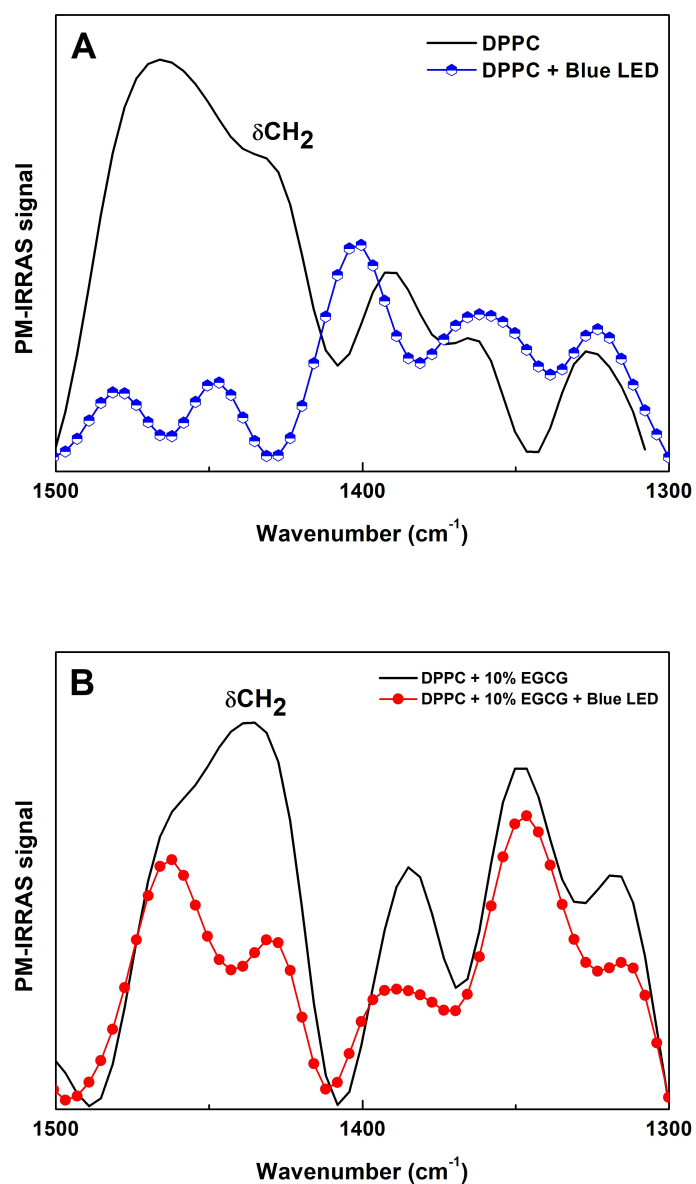 A
DPPC
DPPC + Blue LED
δCH2
PM-IRRAS signal
1500
1400
1300
Wavenumber (cm-1)
B
DPPC + 10% EGCG
DPPC + 10% EGCG + Blue LED
δCH2
PM-IRRAS signal
1500
1400
1300
Wavenumber (cm-1)